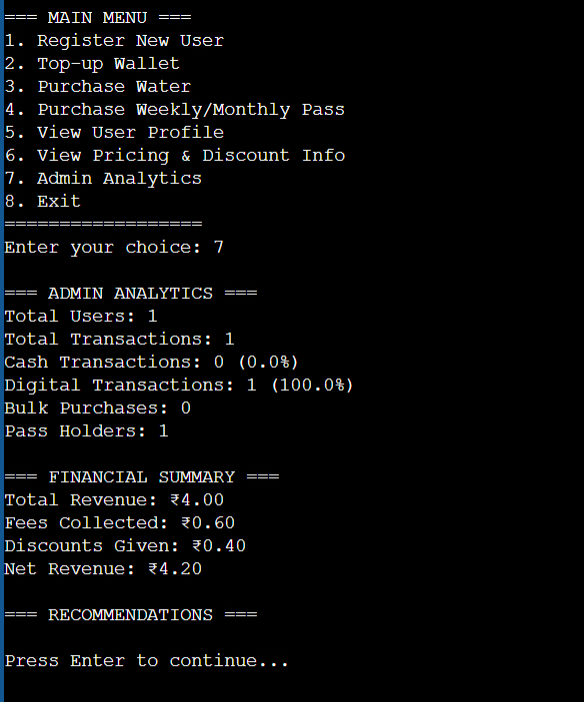 === MAIN MENU ===
1. Register New User
2. Top-up Wallet
3. Purchase Water
4. Purchase Weekly/Monthly Pass
5. View User Profile
6. View Pricing & Discount Info
7. Admin Analytics
8. Exit
==================
Enter your choice: 7
=== ADMIN ANALYTICS ===
Total Users: 1
Total Transactions: 1
Cash Transactions: 0 (0.0%)
Digital Transactions: 1 (100.0%)
Bulk Purchases: 0
Pass Holders: 1
=== FINANCIAL SUMMARY ===
Total Revenue: ₹4.00
Fees Collected: ₹0.60
Discounts Given: ₹0.40
Net Revenue: ₹4.20
=== RECOMMENDATIONS ===
Press Enter to continue...